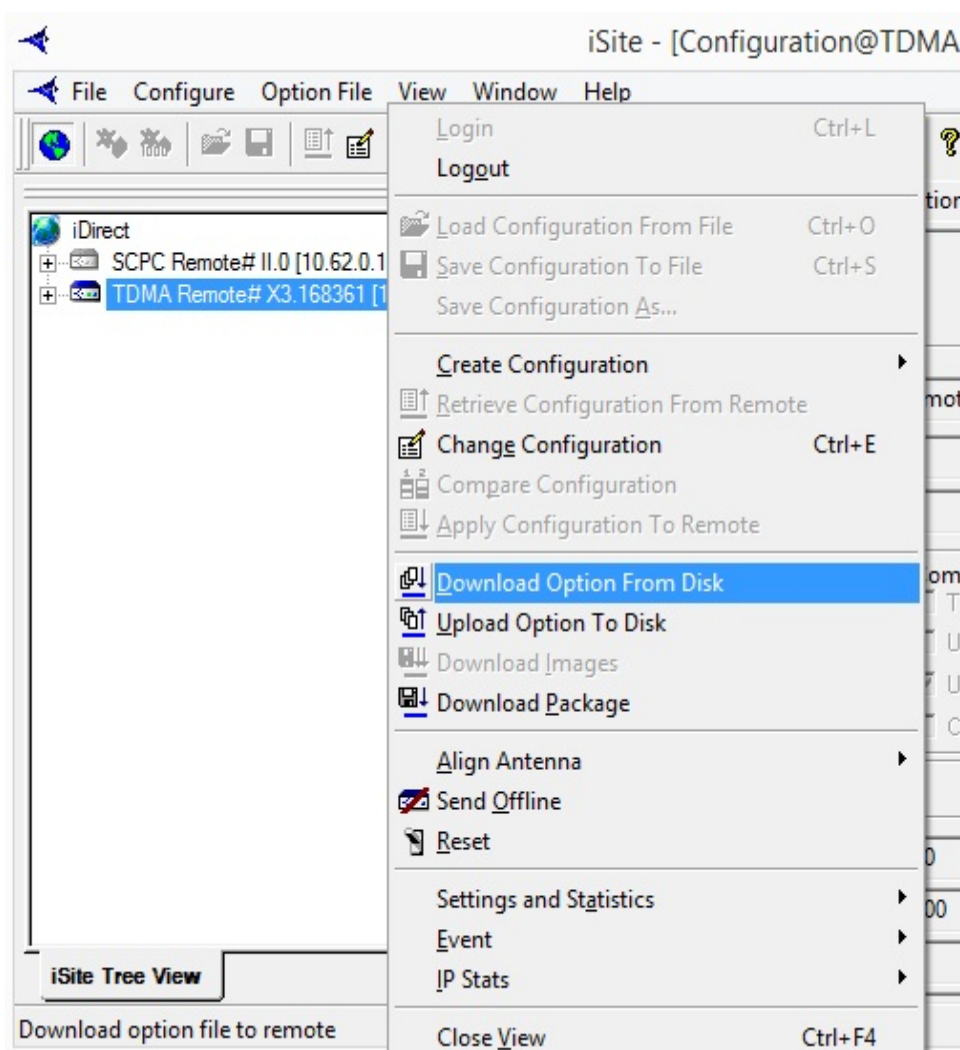 iSite - [Configuration@TDMA
File Configure Option File View Window Help
Login Ctrl+L
Logout
Load Configuration From File Ctrl+O
Save Configuration To File Ctrl+S
Save Configuration As...
Create Configuration
Retrieve Configuration From Remote
Change Configuration Ctrl+E
Compare Configuration
Apply Configuration To Remote
Download Option From Disk
Upload Option To Disk
Download Images
Download Package
Align Antenna
Send Offline
Reset
Settings and Statistics
Event
IP Stats
Close View Ctrl+F4
iDirect
SCPC Remote# II.0 [10.62.0.1
TDMA Remote# X3.168361 [1
iSite Tree View
Download option file to remote